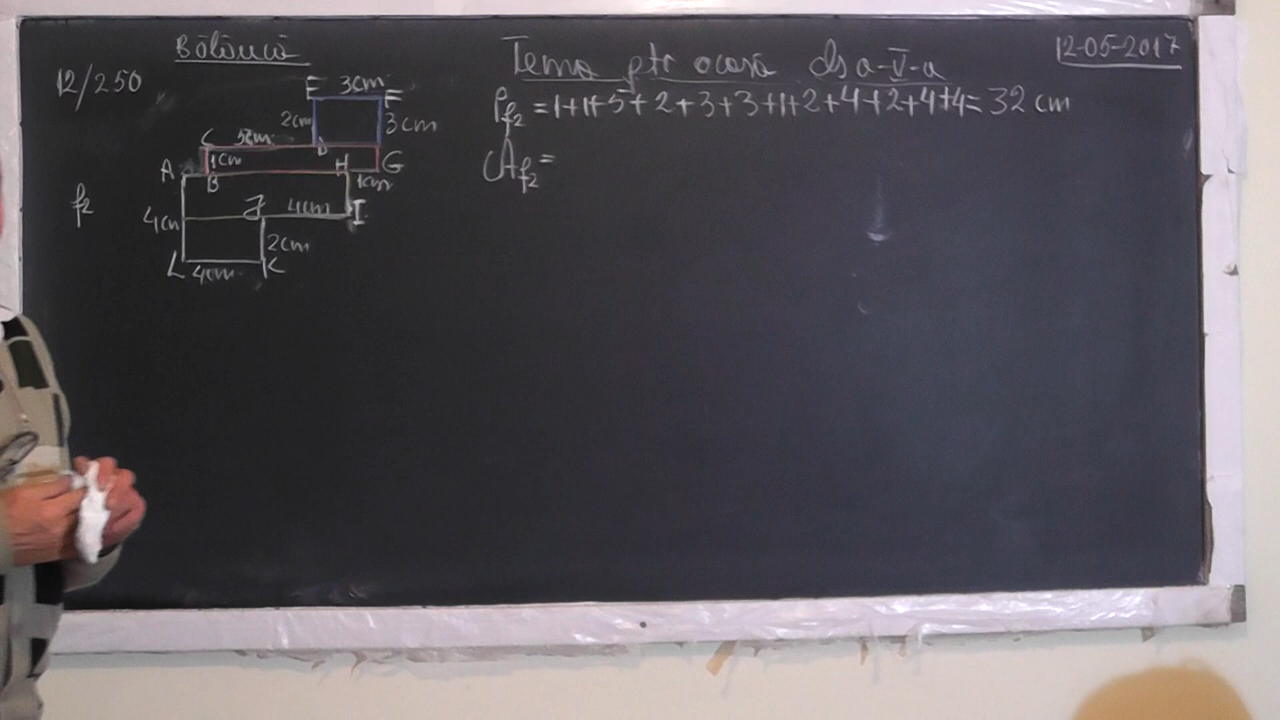 12/250
Tema ptr acasă cls a-V-a
12-05-2017
F 3cm E
2cm 3cm
C 5cm D
1cm H G
A B 1cm
f2
4cm J 4cm I
2cm
L 4cm K
Pf2 = 1+1+5+2+3+3+1+2+4+2+4+4= 32 cm
Af2 =